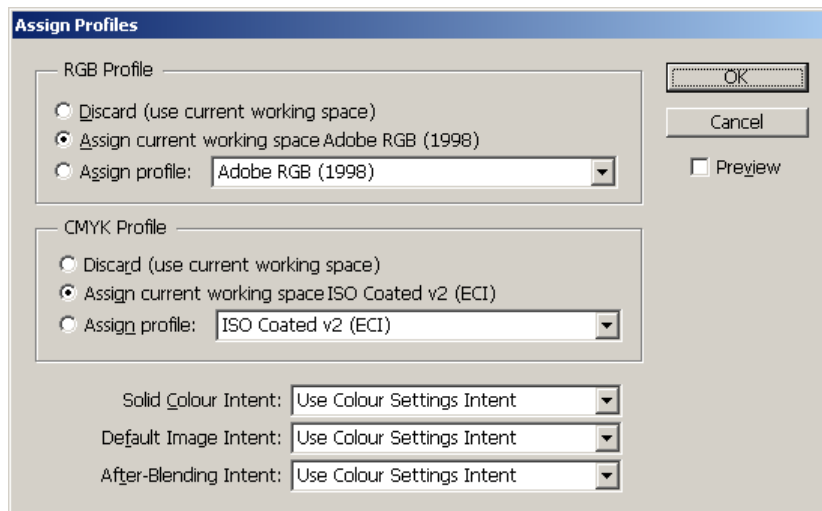 Assign Profiles
RGB Profile
Discard (use current working space)
Assign current working space Adobe RGB (1998)
Assign profile: Adobe RGB (1998)
OK
Cancel
Preview
CMYK Profile
Discard (use current working space)
Assign current working space ISO Coated v2 (ECI)
Assign profile: ISO Coated v2 (ECI)
Solid Colour Intent: Use Colour Settings Intent
Default Image Intent: Use Colour Settings Intent
After-Blending Intent: Use Colour Settings Intent